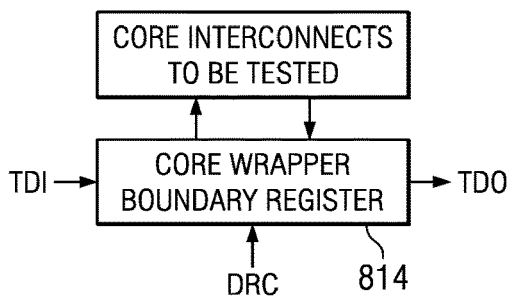 CORE INTERCONNECTS
TO BE TESTED
TDI
CORE WRAPPER
BOUNDARY REGISTER
TDO
DRC
814